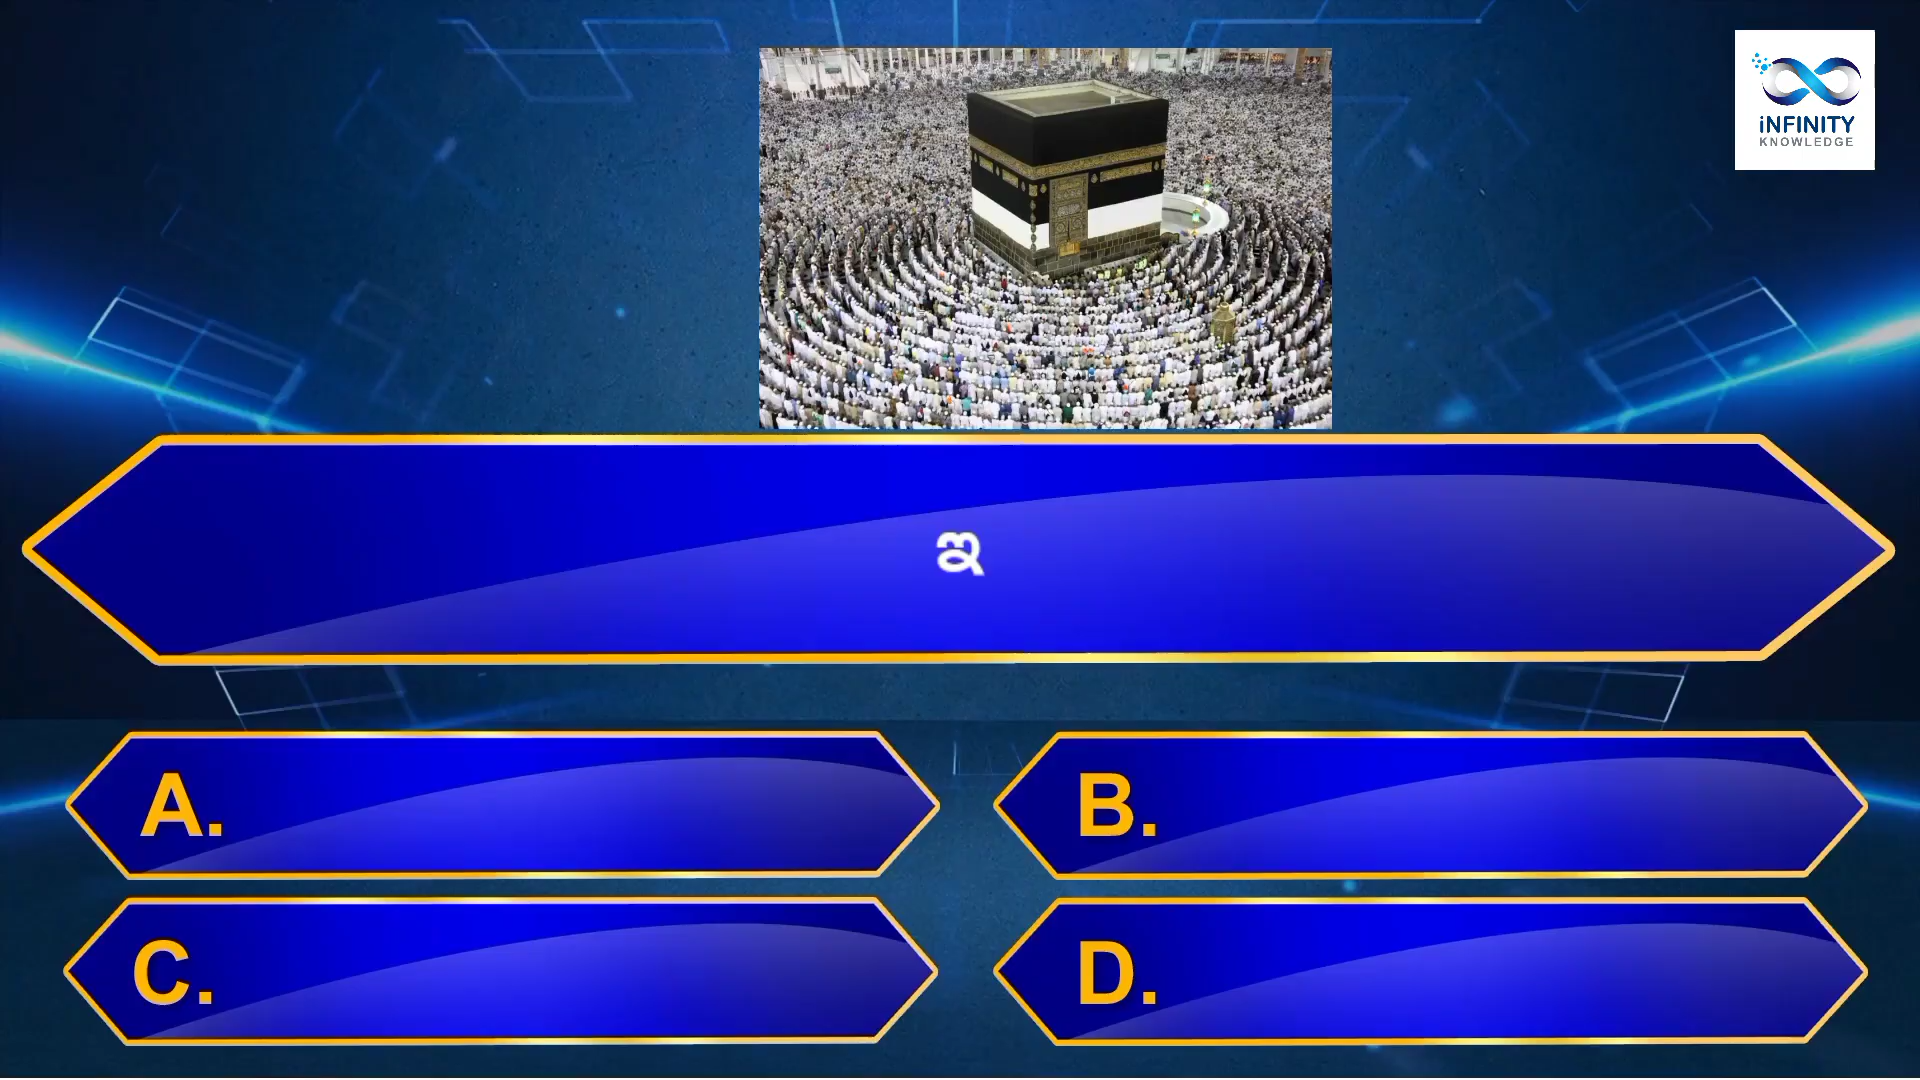 iNFINITY
KNOWLEDGE
ఇ
A.
B.
C.
D.